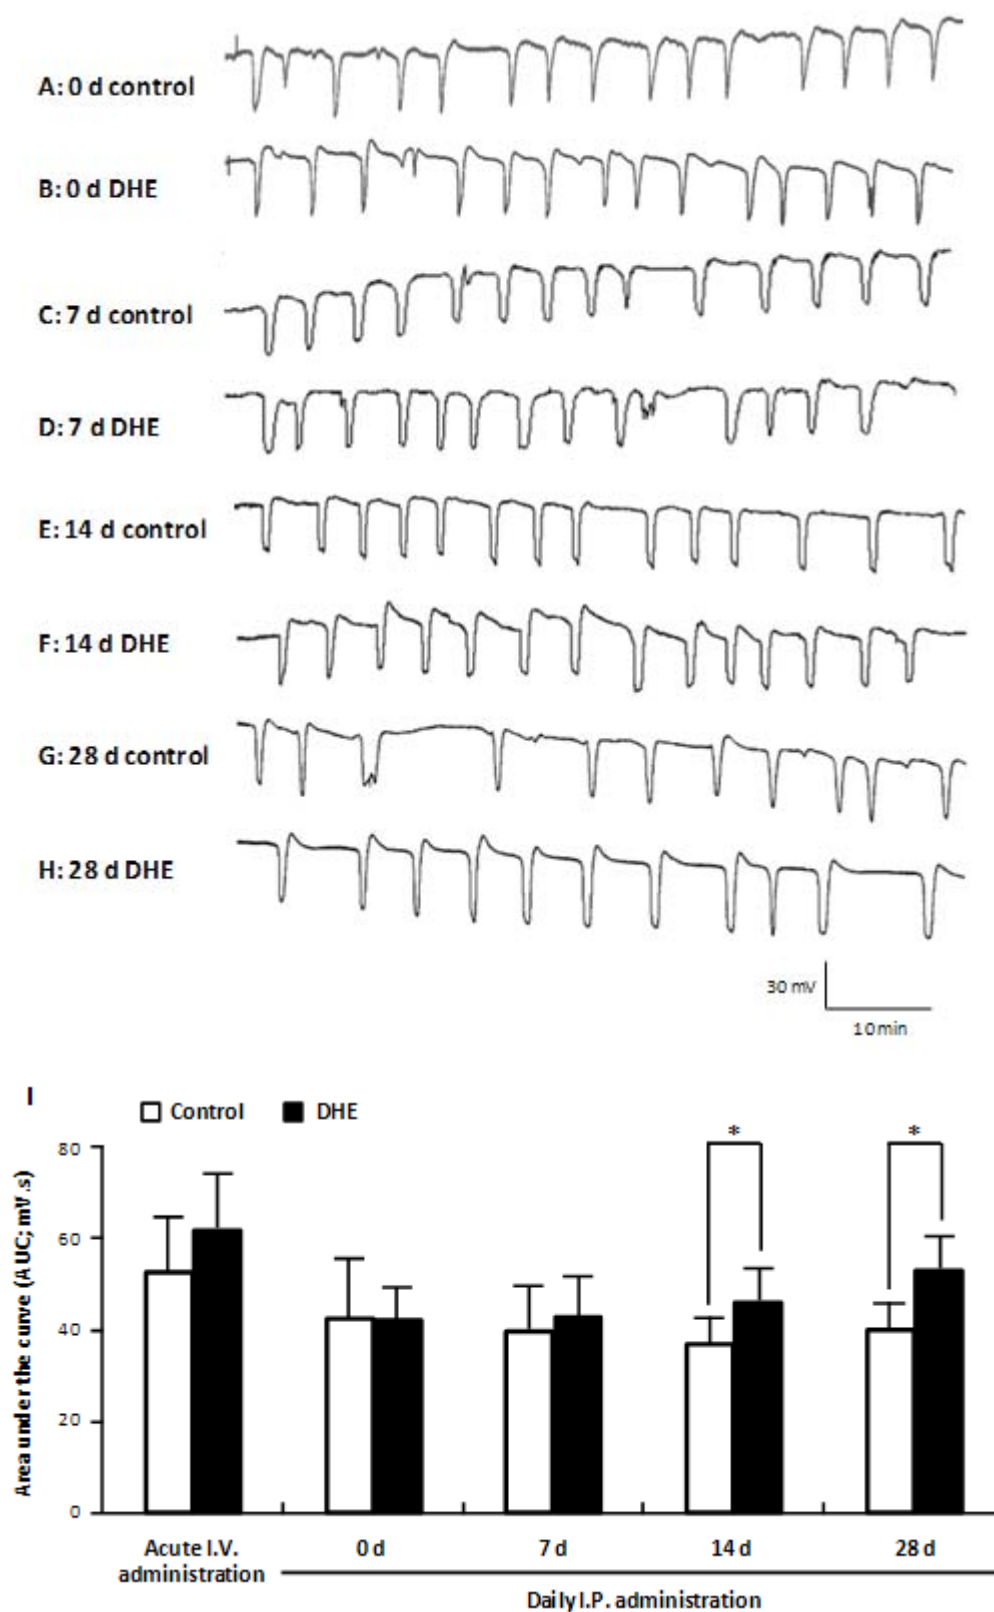 A: 0 d control
B: 0 d DHE
C: 7 d control
D: 7 d DHE
E: 14 d control
F: 14 d DHE
G: 28 d control
H: 28 d DHE
30 mV
10 min
I
Control DHE
* *
Area under the curve (AUC; mV.s)
80
60
40
20
0
Acute I.V. administration
0 d 7 d 14 d 28 d
Daily I.P. administration